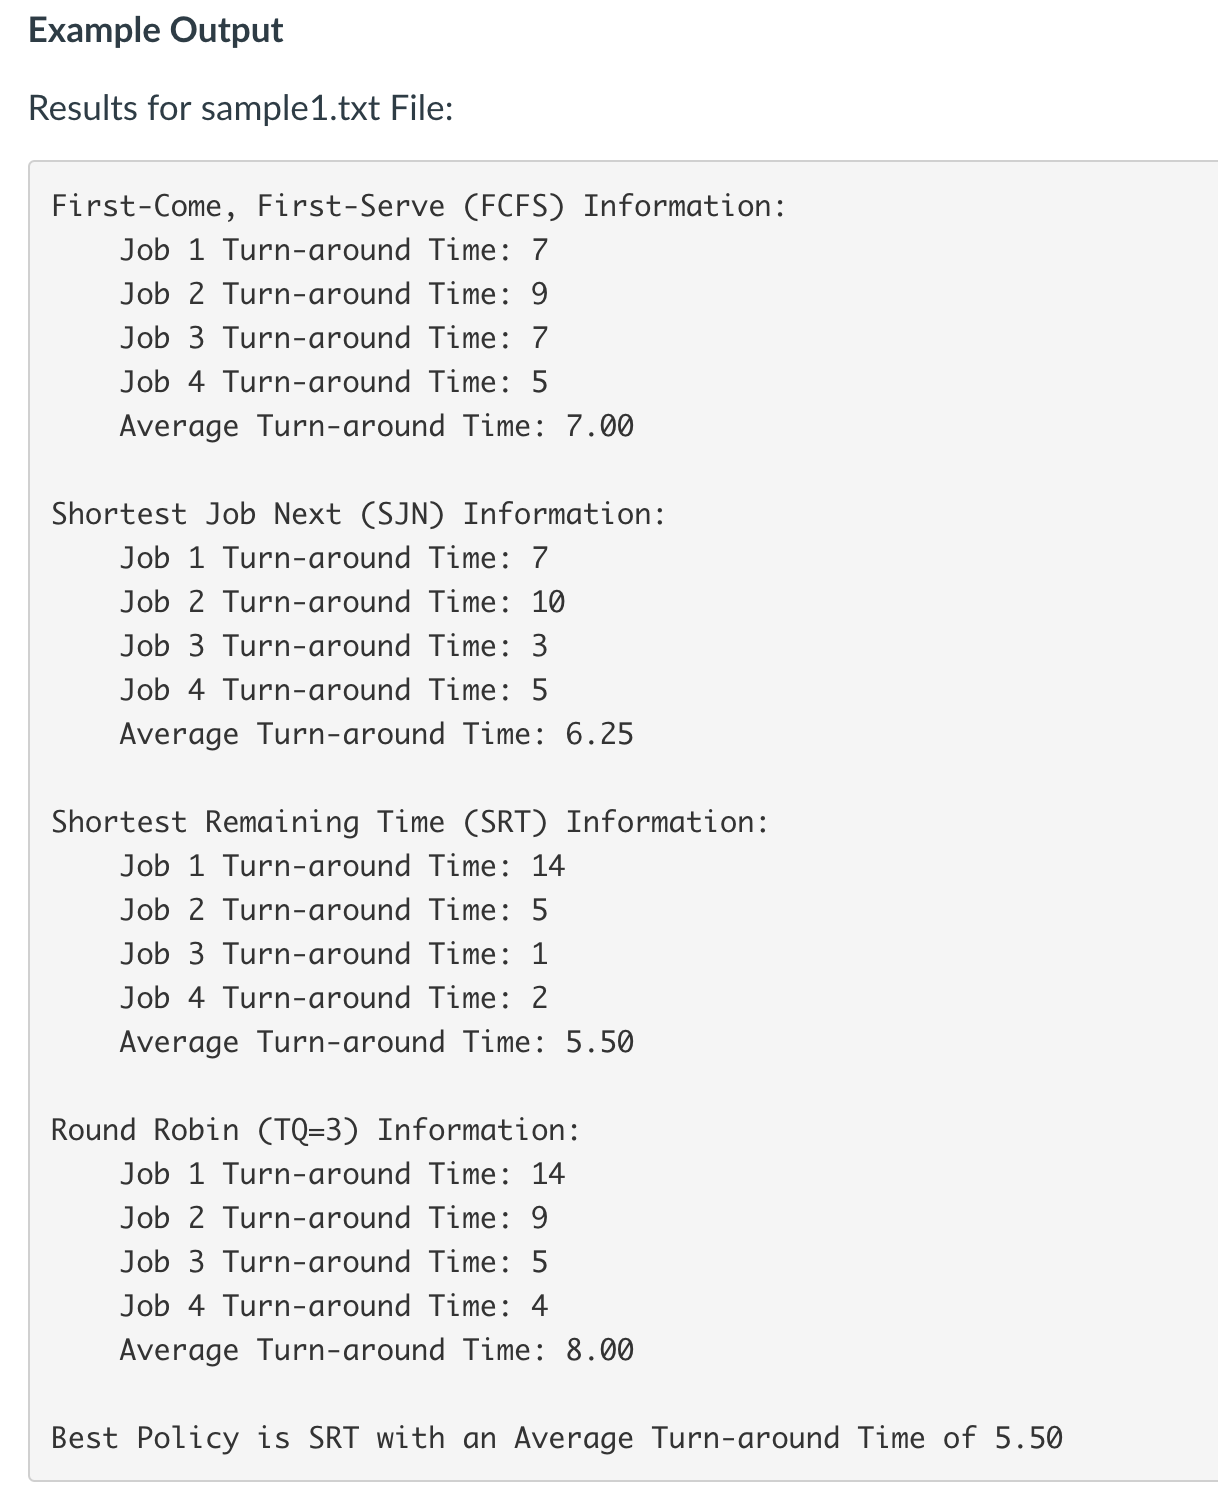 Example Output
Results for sample1.txt File:
First-Come, First-Serve (FCFS) Information:
Job 1 Turn-around Time: 7
Job 2 Turn-around Time: 9
Job 3 Turn-around Time: 7
Job 4 Turn-around Time: 5
Average Turn-around Time: 7.00
Shortest Job Next (SJN) Information:
Job 1 Turn-around Time: 7
Job 2 Turn-around Time: 10
Job 3 Turn-around Time: 3
Job 4 Turn-around Time: 5
Average Turn-around Time: 6.25
Shortest Remaining Time (SRT) Information:
Job 1 Turn-around Time: 14
Job 2 Turn-around Time: 5
Job 3 Turn-around Time: 1
Job 4 Turn-around Time: 2
Average Turn-around Time: 5.50
Round Robin (TQ=3) Information:
Job 1 Turn-around Time: 14
Job 2 Turn-around Time: 9
Job 3 Turn-around Time: 5
Job 4 Turn-around Time: 4
Average Turn-around Time: 8.00
Best Policy is SRT with an Average Turn-around Time of 5.50